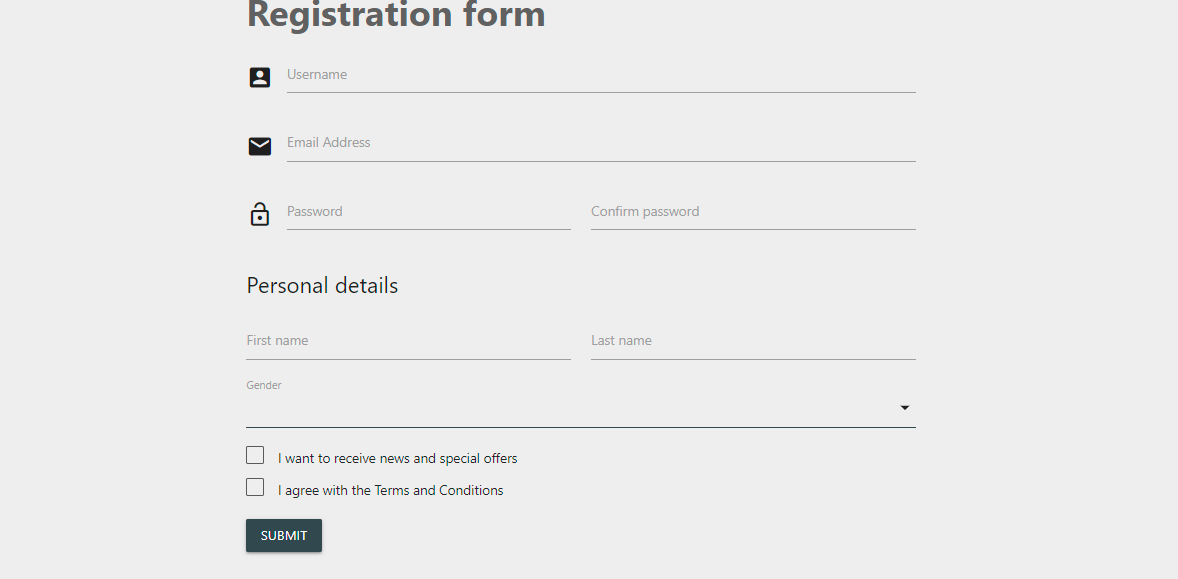 Registration form
Username
Email Address
Password Confirm password
Personal details
First name Last name
Gender
I want to receive news and special offers
I agree with the Terms and Conditions
SUBMIT